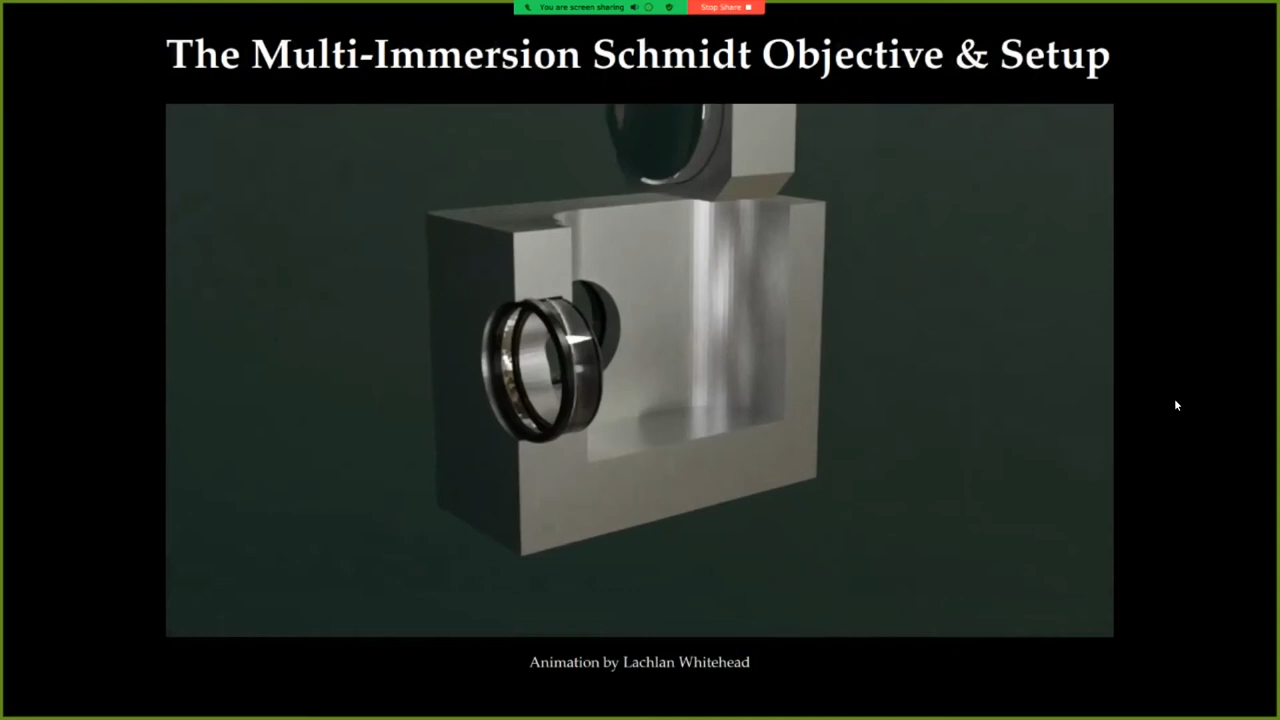 You are screen sharing
Stop Share
The Multi-Immersion Schmidt Objective & Setup
Animation by Lachlan Whitehead